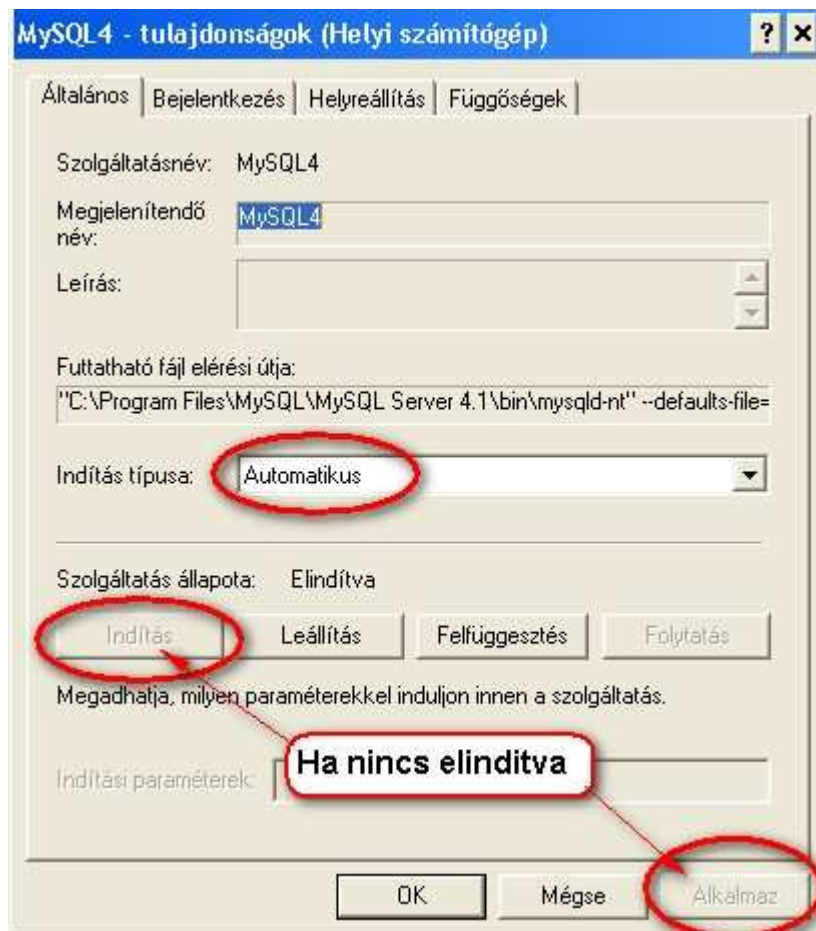 MySQL4 - tulajdonságok (Helyi számítógép)
Általános Bejelentkezés Helyreállítás Függőségek
Szolgáltatásnév: MySQL4
Megjelenítendő név: MySQL4
Leírás:
Futtatható fájl elérési útja:
"C:\Program Files\MySQL\MySQL Server 4.1\bin\mysqld-nt" --defaults-file=
Indítás típusa: Automatikus
Szolgáltatás állapota: Elindítva
Indítás Leállítás Felfüggesztés Folytatás
Megadhatja, milyen paraméterekkel induljon innen a szolgáltatás.
Ha nincs elinditva
Indítási paraméterek:
OK Mégse Alkalmaz